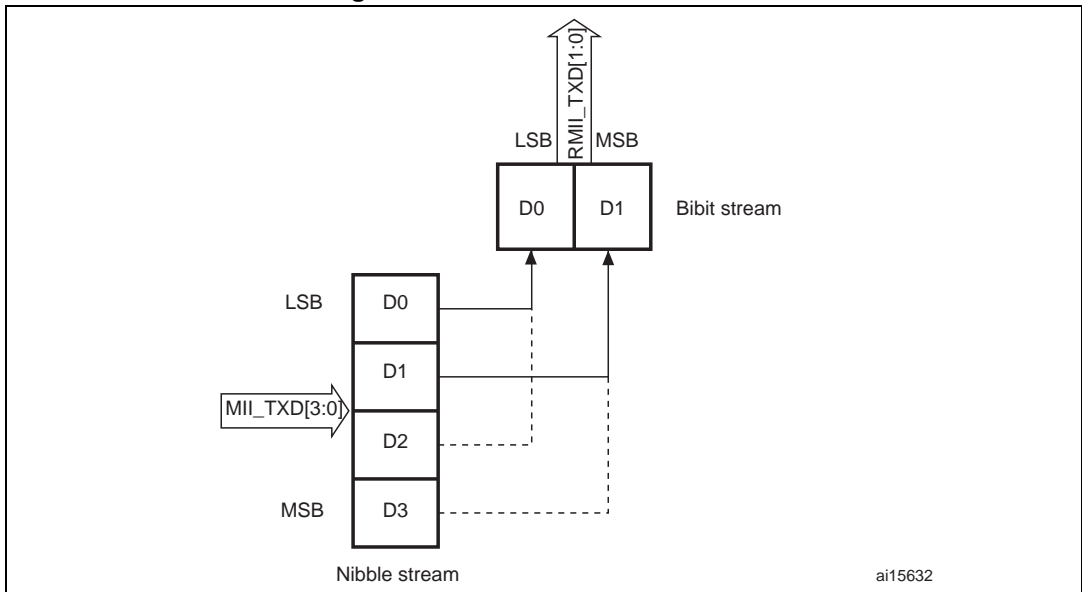 RMII_TXD[1:0]
LSB MSB
D0 D1 Bibit stream
LSB D0
D1
MII_TXD[3:0]
D2
MSB D3
Nibble stream
ai15632